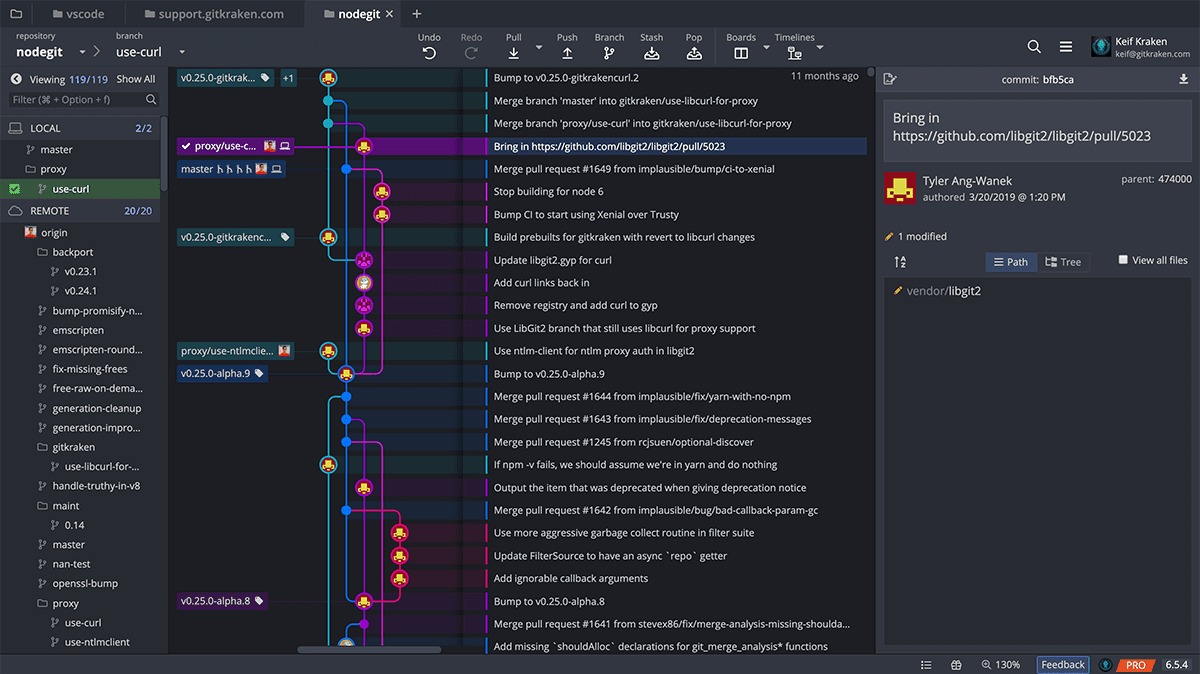 vscode
support.gitkraken.com
nodegit
repository
nodegit
branch
use-curl
Undo
Redo
Pull
Push
Branch
Stash
Pop
Boards
Timelines
Keif Kraken
keif@gitkraken.com
Viewing 119/119 Show All
Filter (⌘ + Option + f)
LOCAL 2/2
master
proxy
use-curl
REMOTE 20/20
origin
backport
v0.23.1
v0.24.1
bump-promisify-n...
emscripten
emscripten-round...
fix-missing-frees
free-raw-on-dema...
generation-cleanup
generation-impro...
gitkraken
use-libcurl-for-...
handle-truthy-in-v8
maint
0.14
master
nan-test
openssl-bump
proxy
use-curl
use-ntlmclient
v0.25.0-gitkrak... +1
Bump to v0.25.0-gitkrakencurl.2 11 months ago
Merge branch 'master' into gitkraken/use-libcurl-for-proxy
Merge branch 'proxy/use-curl' into gitkraken/use-libcurl-for-proxy
proxy/use-c...
Bring in https://github.com/libgit2/libgit2/pull/5023
master
Merge pull request #1649 from implausible/bump/ci-to-xenial
Stop building for node 6
Bump CI to start using Xenial over Trusty
v0.25.0-gitkrakenc...
Build prebuilts for gitkraken with revert to libcurl changes
Update libgit2.gyp for curl
Add curl links back in
Remove registry and add curl to gyp
Use LibGit2 branch that still uses libcurl for proxy support
proxy/use-ntlmclie...
Use ntlm-client for ntlm proxy auth in libgit2
v0.25.0-alpha.9
Bump to v0.25.0-alpha.9
Merge pull request #1644 from implausible/fix/yarn-with-no-npm
Merge pull request #1643 from implausible/fix/deprecation-messages
Merge pull request #1245 from rcjsuen/optional-discover
If npm -v fails, we should assume we're in yarn and do nothing
Output the item that was deprecated when giving deprecation notice
Merge pull request #1642 from implausible/bug/bad-callback-param-gc
Use more aggressive garbage collect routine in filter suite
Update FilterSource to have an async `repo` getter
Add ignorable callback arguments
v0.25.0-alpha.8
Bump to v0.25.0-alpha.8
Merge pull request #1641 from stevex86/fix/merge-analysis-missing-shoulda...
Add missing `shouldAlloc` declarations for git_merge_analysis* functions
commit: bfb5ca
Bring in
https://github.com/libgit2/libgit2/pull/5023
Tyler Ang-Wanek
authored 3/20/2019 @ 1:20 PM
parent: 474000
1 modified
Path
Tree
View all files
vendor/libgit2
130%
Feedback
PRO
6.5.4